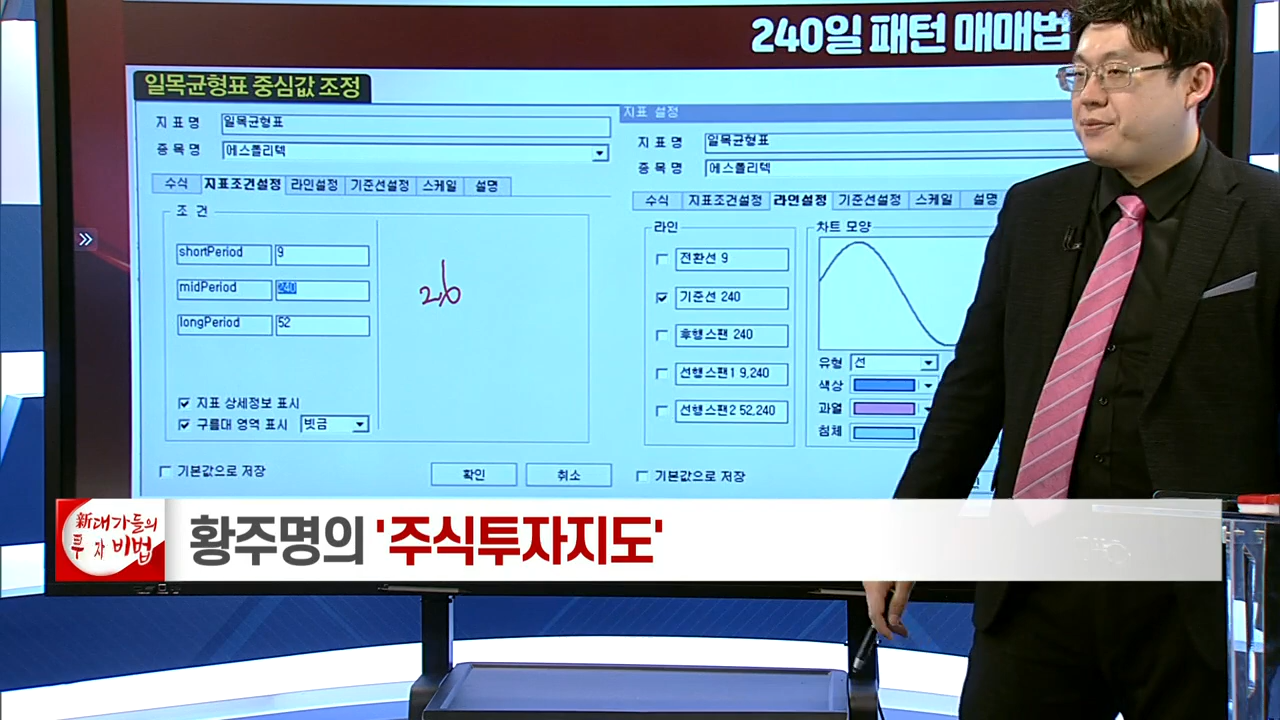 240일 패턴 매매법
일목균형표 중심값 조정
지표명 일목균형표
종목명 에스폴리텍
수식 지표조건설정 라인설정 기준선설정 스케일 설명
조 건
shortPeriod 9
midPeriod 240
longPeriod 52
26
지표 상세정보 표시
구름대 영역 표시 빗금
기본값으로 저장
확인 취소
지표 설정
지표명 일목균형표
종목명 에스폴리텍
수식 지표조건설정 라인설정 기준선설정 스케일 설명
라인
전환선 9
기준선 240
후행스팬 240
선행스팬1 9,240
선행스팬2 52,240
차트 모양
유형 선
색상
과열
침체
기본값으로 저장
新대가들의
투자 비법
황주명의 '주식투자지도'